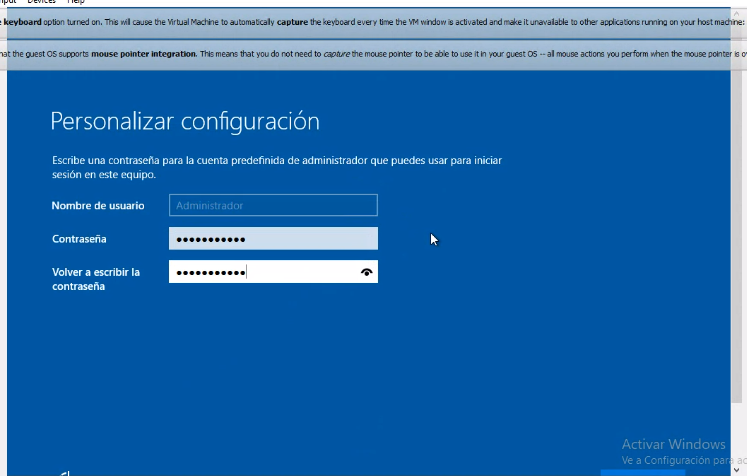 nput Devices Help
e keyboard option turned on. This will cause the Virtual Machine to automatically capture the keyboard every time the VM window is activated and make it unavailable to other applications running on your host machine:
hat the guest OS supports mouse pointer integration. This means that you do not need to capture the mouse pointer to be able to use it in your guest OS -- all mouse actions you perform when the mouse pointer is ov
Personalizar configuración
Escribe una contraseña para la cuenta predefinida de administrador que puedes usar para iniciar
sesión en este equipo.
Nombre de usuario Administrador
Contraseña •••••••••••
Volver a escribir la •••••••••••
contraseña
Activar Windows
Ve a Configuración para ac